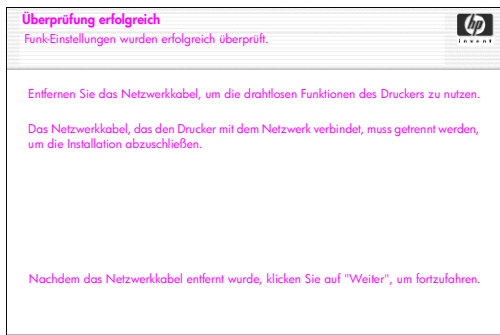 Überprüfung erfolgreich
Funk-Einstellungen wurden erfolgreich überprüft.
hp
invent
Entfernen Sie das Netzwerkkabel, um die drahtlosen Funktionen des Druckers zu nutzen.
Das Netzwerkkabel, das den Drucker mit dem Netzwerk verbindet, muss getrennt werden,
um die Installation abzuschließen.
Nachdem das Netzwerkkabel entfernt wurde, klicken Sie auf "Weiter", um fortzufahren.